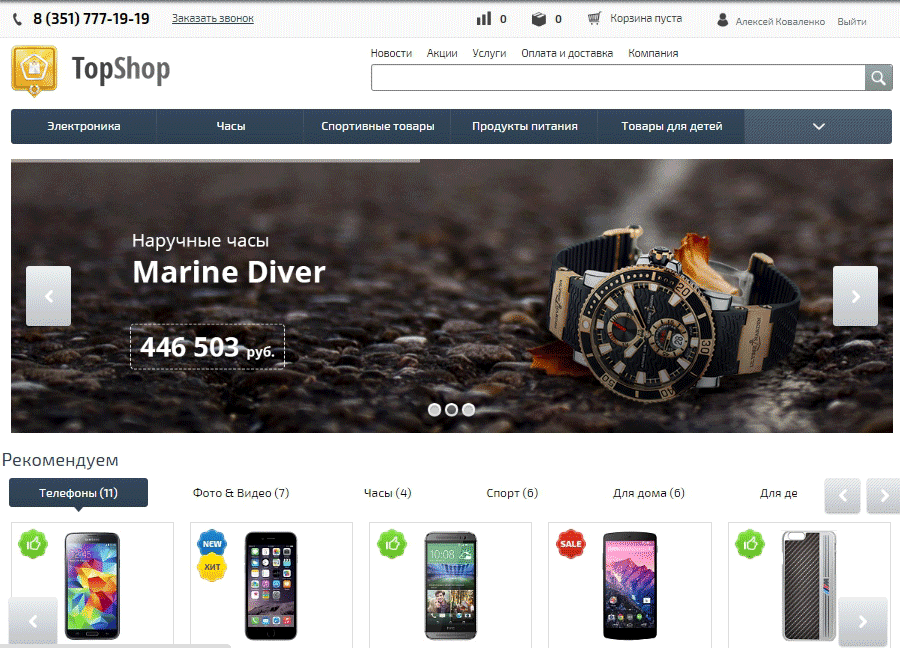 8 (351) 777-19-19 Заказать звонок 0 0 Корзина пуста Алексей Коваленко Выйти
Новости Акции Услуги Оплата и доставка Компания
TopShop
Электроника Часы Спортивные товары Продукты питания Товары для детей
Наручные часы
Marine Diver
446 503 руб.
Рекомендуем
Телефоны (11) Фото & Видео (7) Часы (4) Спорт (6) Для дома (6) Для де
NEW SALE
ХИТ
10:08